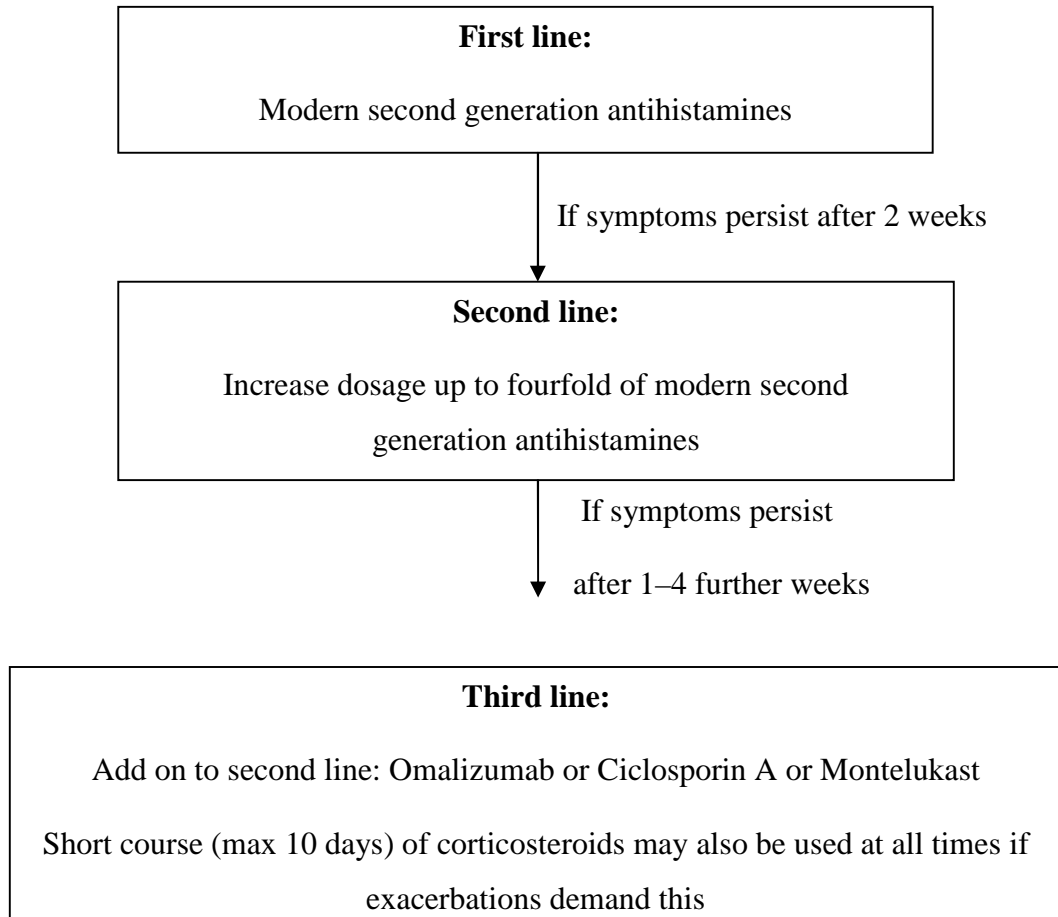 First line:
Modern second generation antihistamines
If symptoms persist after 2 weeks
Second line:
Increase dosage up to fourfold of modern second
generation antihistamines
If symptoms persist
after 1–4 further weeks
Third line:
Add on to second line: Omalizumab or Ciclosporin A or Montelukast
Short course (max 10 days) of corticosteroids may also be used at all times if
exacerbations demand this